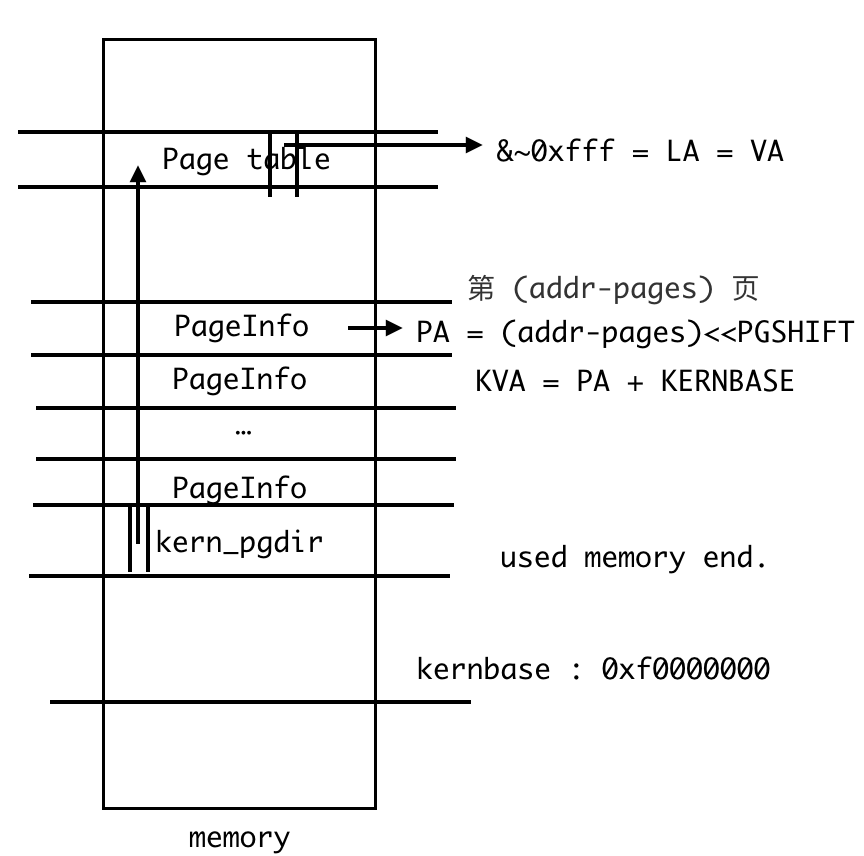 Page table
&~0xfff = LA = VA
第 (addr-pages) 页
PageInfo
PA = (addr-pages)<<PGSHIFT
PageInfo
KVA = PA + KERNBASE
…
PageInfo
kern_pgdir
used memory end.
kernbase : 0xf0000000
memory